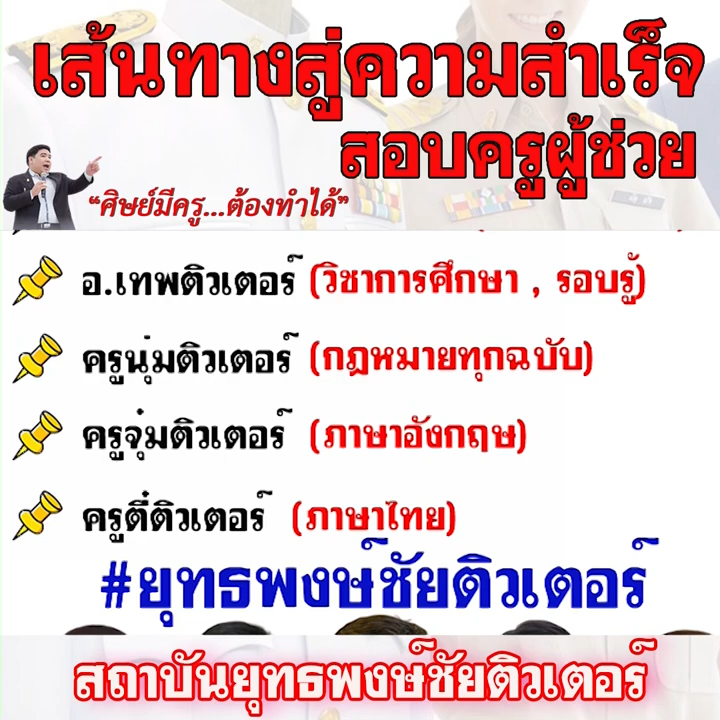 เส้นทางสู่ความสำเร็จ
สอบครูผู้ช่วย
“ศิษย์มีครู...ต้องทำได้”
อ.เทพติวเตอร์ (วิชาการศึกษา , รอบรู้)
ครูนุ่มติวเตอร์ (กฎหมายทุกฉบับ)
ครูจุ๋มติวเตอร์ (ภาษาอังกฤษ)
ครูตี๋ติวเตอร์ (ภาษาไทย)
#ยุทธพงษ์ชัยติวเตอร์
สถาบันยุทธพงษ์ชัยติวเตอร์